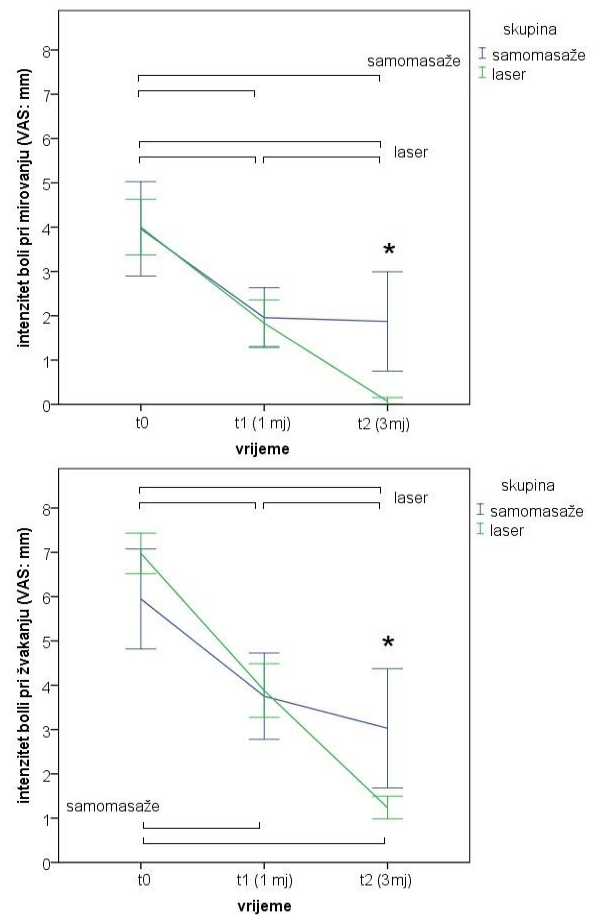 skupina
samomasaže
laser
intenzitet boli pri mirovanju (VAS: mm)
8
7
6
5
4
3
2
1
0
samomasaže
laser
*
t0
t1 (1 mj)
t2 (3mj)
vrijeme
skupina
samomasaže
laser
intenzitet bolli pri žvakanju (VAS: mm)
8
7
6
5
4
3
2
1
0
laser
*
samomasaže
t0
t1 (1 mj)
t2 (3mj)
vrijeme